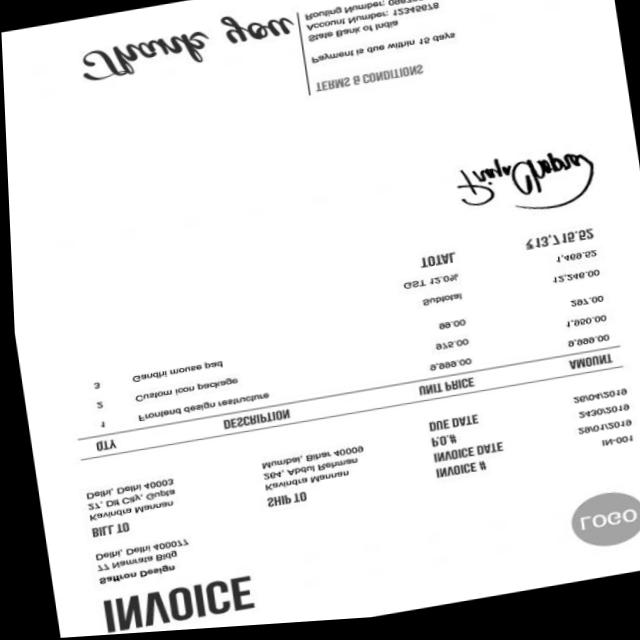 INVOICE
LOGO
Saffron Design
77 Namrata Bldg
Delhi, Delhi 400077
BILL TO
Kavindra Mannan
27, Dif Cay, Gupta
Delhi, Delhi 40003
SHIP TO
Kavindra Mannan
264, Abdul Rehman
Mumbai, Bihar 40009
INVOICE # IN-001
INVOICE DATE 29/01/2019
P.O.# 2430/2019
DUE DATE 26/04/2019
QTY DESCRIPTION UNIT PRICE AMOUNT
1 Frontend design restructure 9,999.00 9,999.00
2 Custom icon package 975.00 1,950.00
3 Gandhi mouse pad 99.00 297.00
Subtotal 12,246.00
GST 12.0% 1,469.52
TOTAL ₹13,715.52
Thank you
TERMS & CONDITIONS
Payment is due within 15 days
State Bank of India
Account Number: 12345678
Routing Number: